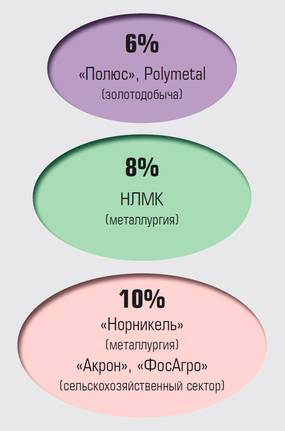 6%
«Полюс», Polymetal
(золотодобыча)
8%
НЛМК
(металлургия)
10%
«Норникель»
(металлургия)
«Акрон», «ФосАгро»
(сельскохозяйственный сектор)